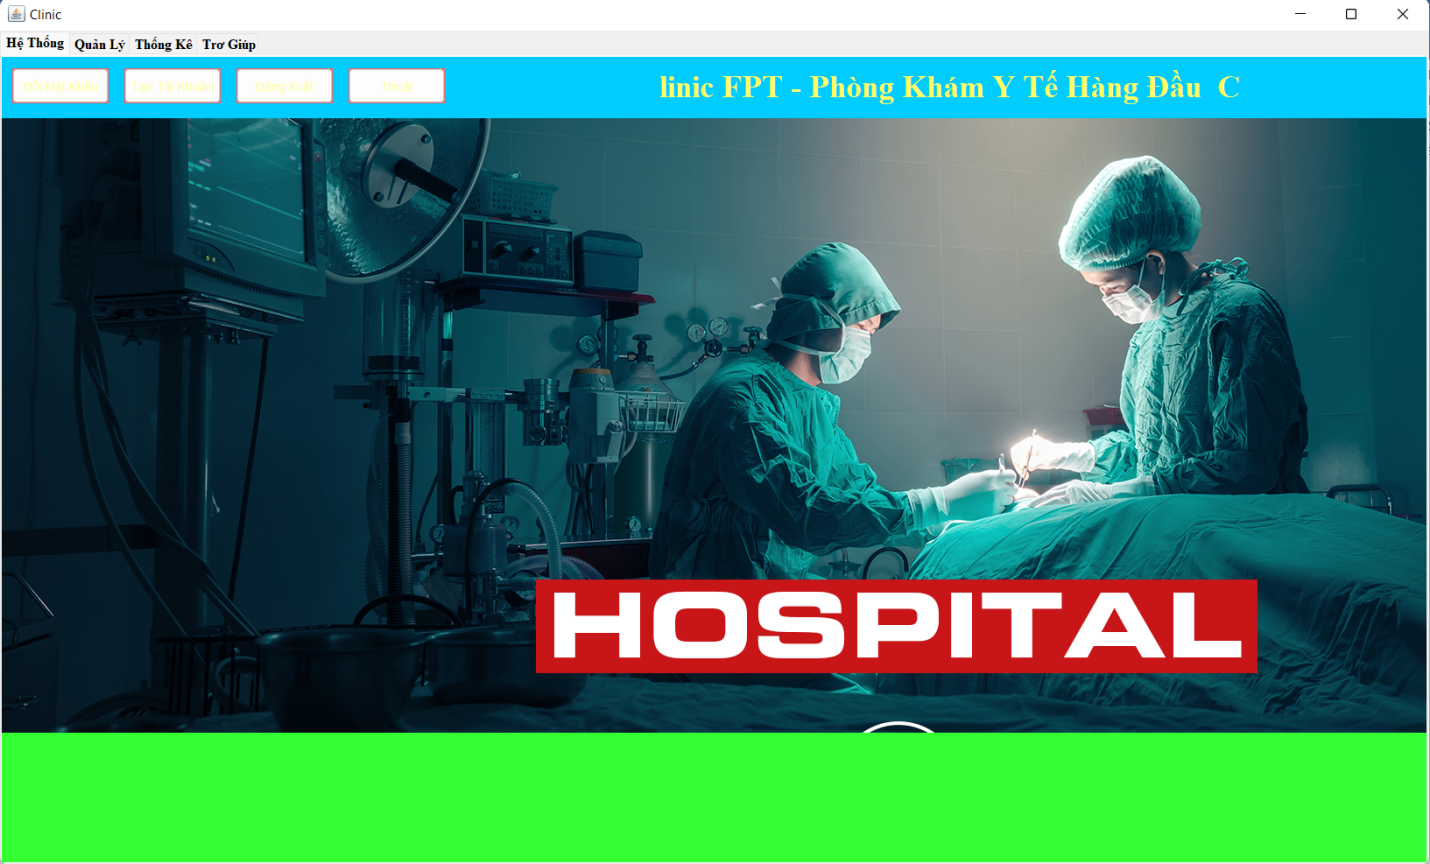 Clinic
Hệ Thống Quản Lý Thống Kê Trợ Giúp
Đổi Mật Khẩu Tạo Tài Khoản Đăng Xuất Thoát
linic FPT - Phòng Khám Y Tế Hàng Đầu C
HOSPITAL